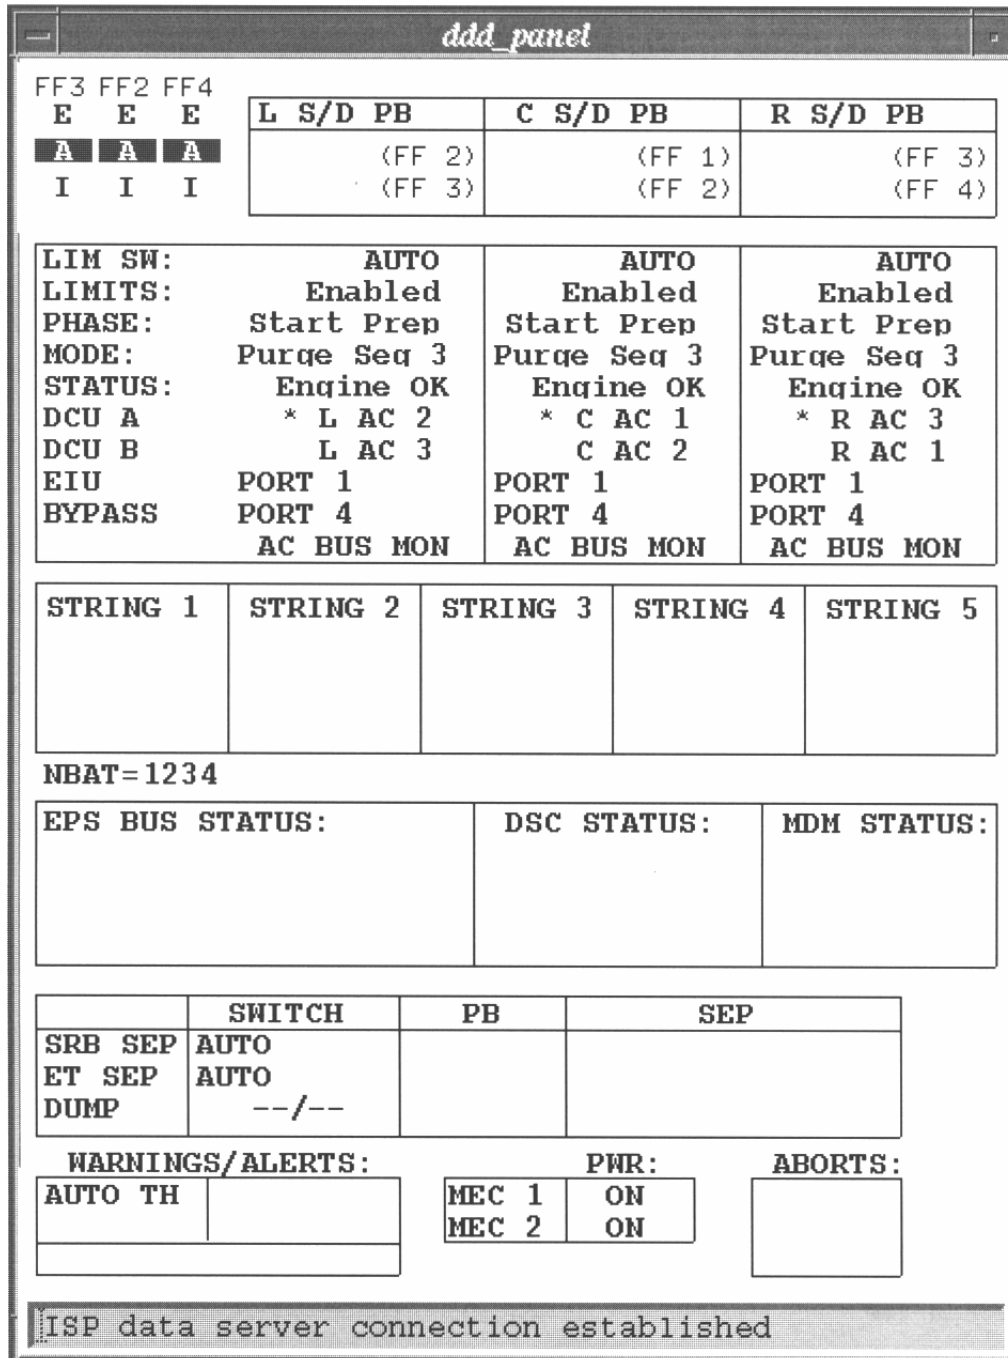 ddd_panel
FF3 FF2 FF4
E E E L S/D PB C S/D PB R S/D PB
A A A (FF 2) (FF 1) (FF 3)
I I I (FF 3) (FF 2) (FF 4)
LIM SW: AUTO AUTO AUTO
LIMITS: Enabled Enabled Enabled
PHASE: Start Prep Start Prep Start Prep
MODE: Purge Seq 3 Purge Seq 3 Purge Seq 3
STATUS: Engine OK Engine OK Engine OK
DCU A * L AC 2 * C AC 1 * R AC 3
DCU B L AC 3 C AC 2 R AC 1
EIU PORT 1 PORT 1 PORT 1
BYPASS PORT 4 PORT 4 PORT 4
AC BUS MON AC BUS MON AC BUS MON
STRING 1 STRING 2 STRING 3 STRING 4 STRING 5
NBAT=1234
EPS BUS STATUS: DSC STATUS: MDM STATUS:
SWITCH PB SEP
SRB SEP AUTO
ET SEP AUTO
DUMP --/--
WARNINGS/ALERTS: PWR: ABORTS:
AUTO TH MEC 1 ON
MEC 2 ON
ISP data server connection established